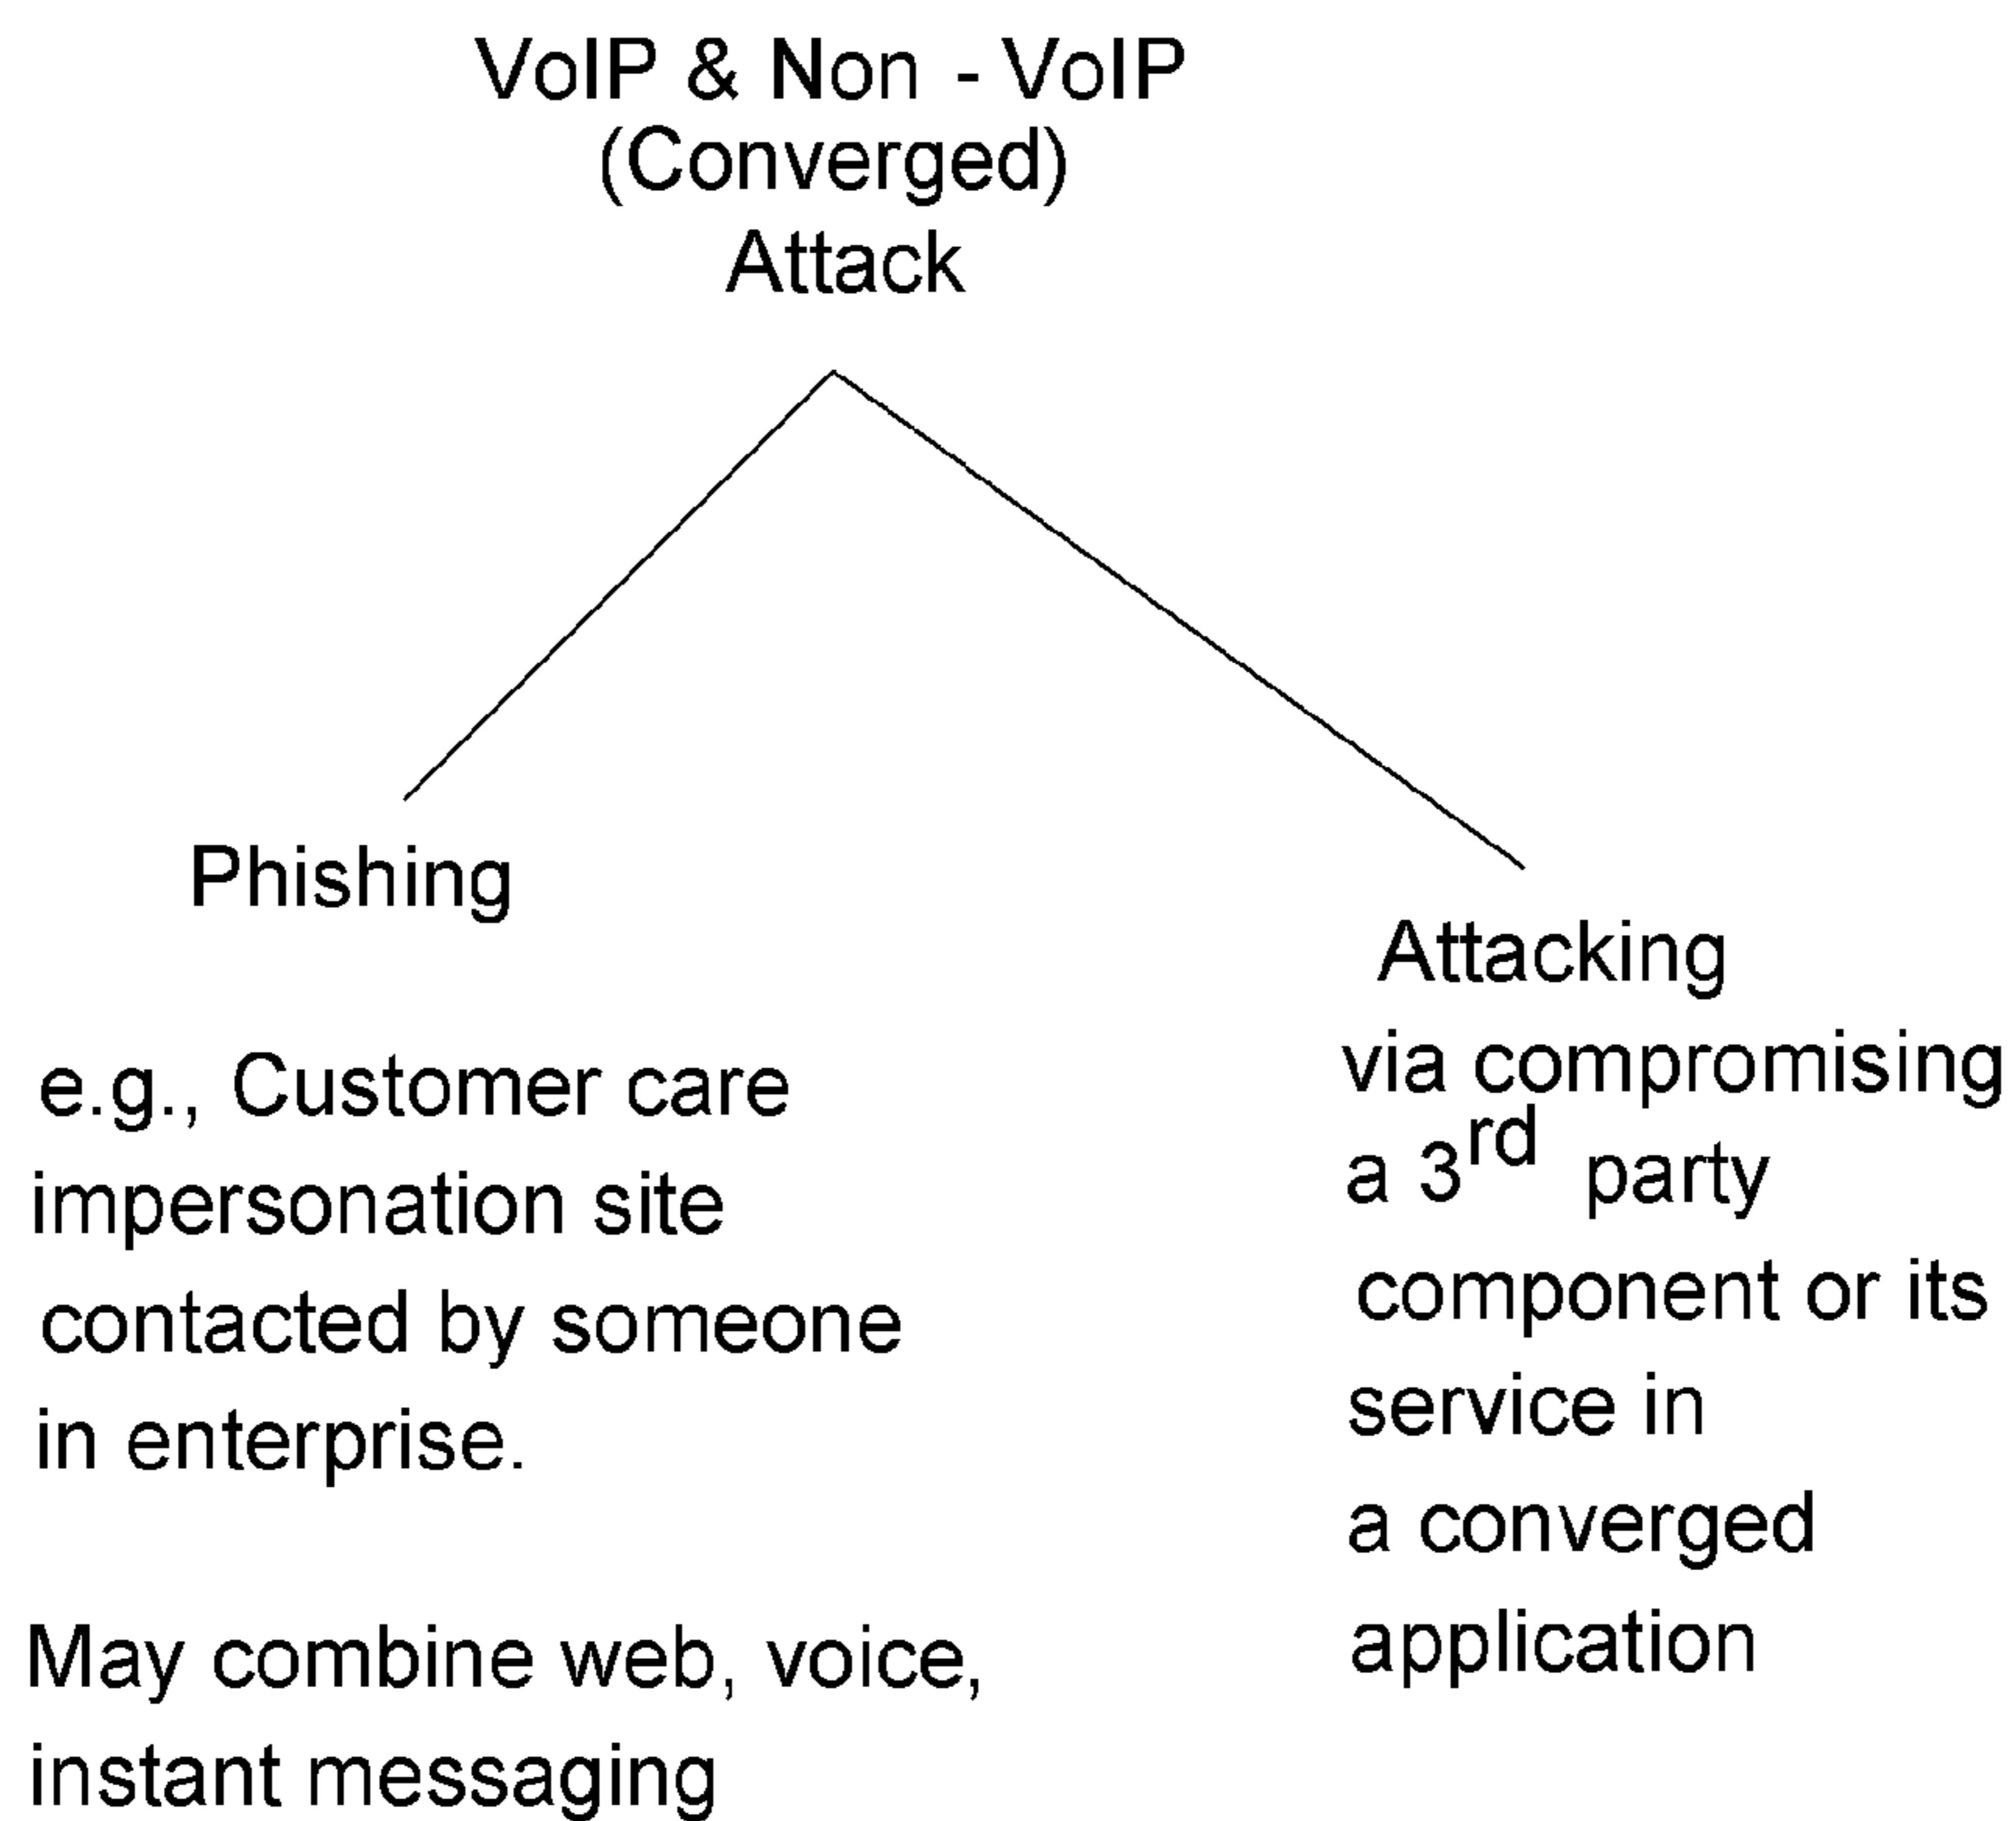 VoIP & Non - VoIP
(Converged)
Attack
Phishing
e.g., Customer care
impersonation site
contacted by someone
in enterprise.
May combine web, voice,
instant messaging
Attacking
via compromising
a 3rd party
component or its
service in
a converged
application